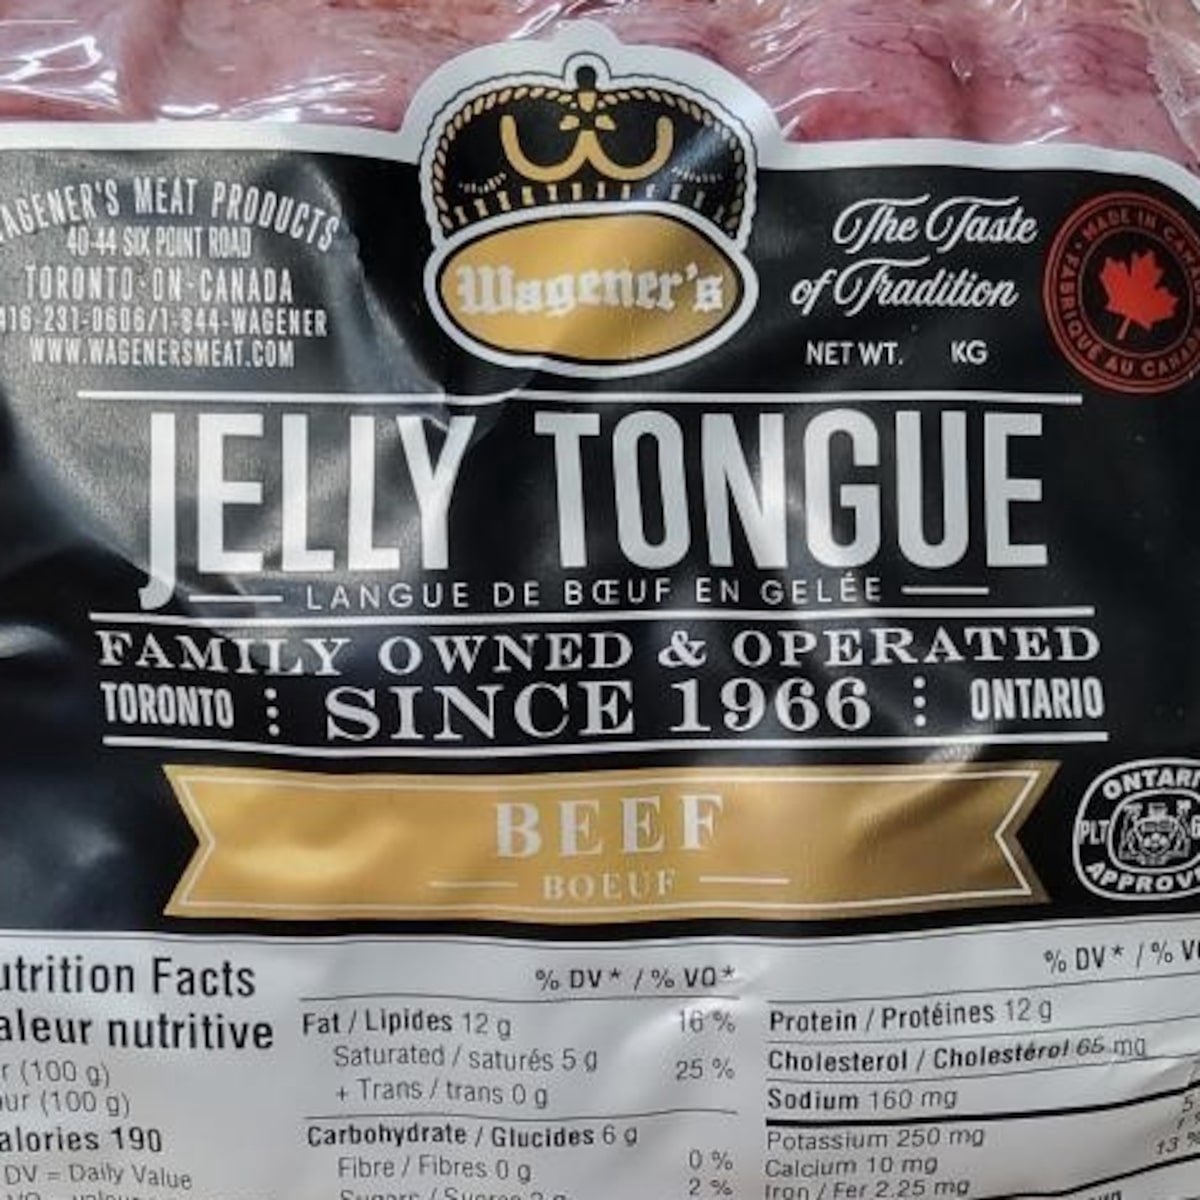 WAGENER'S MEAT PRODUCTS
40-44 SIX POINT ROAD
TORONTO·ON·CANADA
416-231-0606/1-844-WAGENER
WWW.WAGENERSMEAT.COM
Wagener's
The Taste
of Tradition
NET WT. KG
MADE IN CANADA
FABRIQUÉ AU CANADA
JELLY TONGUE
LANGUE DE BŒUF EN GELÉE
FAMILY OWNED & OPERATED
TORONTO SINCE 1966 ONTARIO
BEEF
BOEUF
ONTARIO
PLT
APPROVED
Nutrition Facts
Valeur nutritive
(100 g)
(100 g)
Calories 190
DV = Daily Value
% DV* / % VQ*
Fat / Lipides 12 g 16 %
Saturated / saturés 5 g
+ Trans / trans 0 g 25 %
Carbohydrate / Glucides 6 g
Fibre / Fibres 0 g 0 %
2 %
% DV* / % VQ
Protein / Protéines 12 g
Cholesterol / Cholestérol 65 mg
Sodium 160 mg
Potassium 250 mg
Calcium 10 mg
Iron / Fer 2.25 mg
13 %